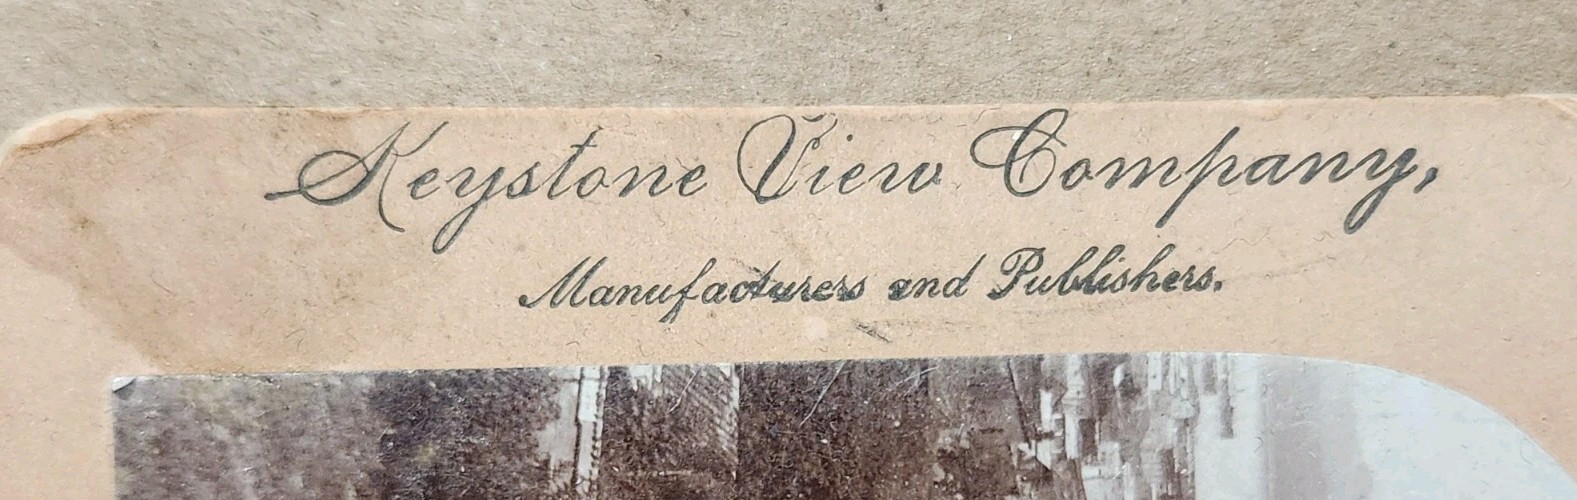 Keystone View Company,
Manufacturers and Publishers.